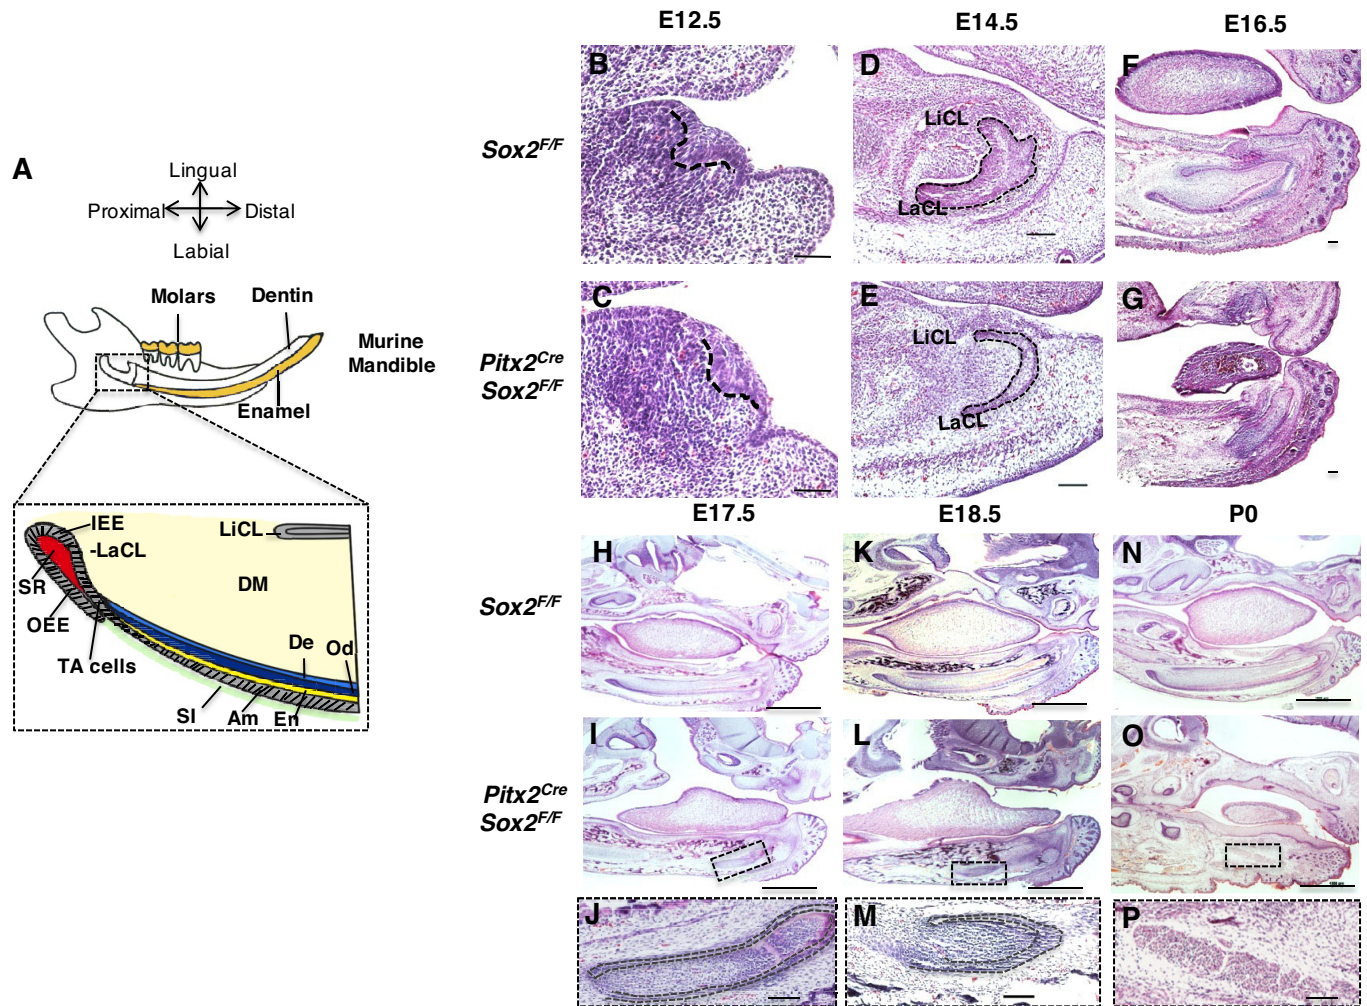 E12.5
E14.5
E16.5
Sox2F/F
B
D
LiCL
LaCL
F
A
Lingual
Proximal
Distal
Labial
Molars
Dentin
Murine
Mandible
Enamel
Pitx2Cre
Sox2F/F
C
E
LiCL
LaCL
G
E17.5
E18.5
P0
IEE
-LaCL
LiCL
SR
DM
OEE
TA cells
De
Od
SI
Am
En
Sox2F/F
H
K
N
Pitx2Cre
Sox2F/F
I
L
O
J
M
P